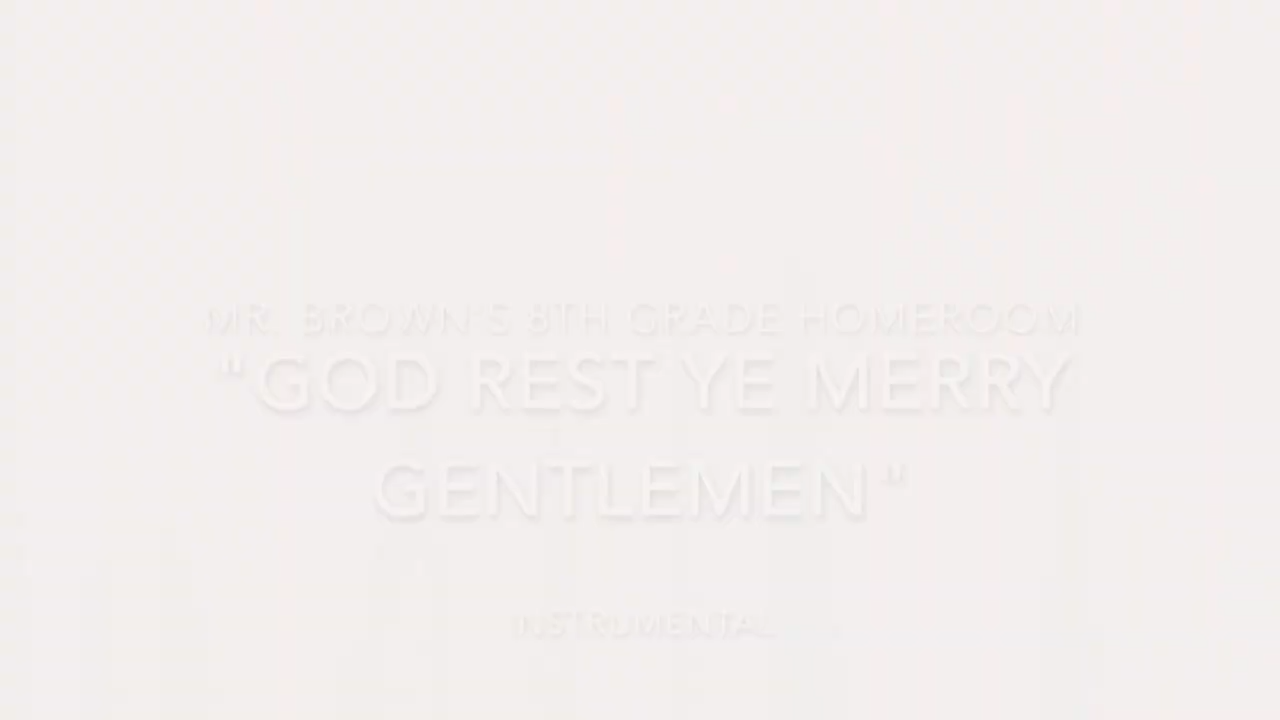 MR. BROWN'S 8TH GRADE HOMEROOM
"GOD REST YE MERRY
GENTLEMEN"
INSTRUMENTAL